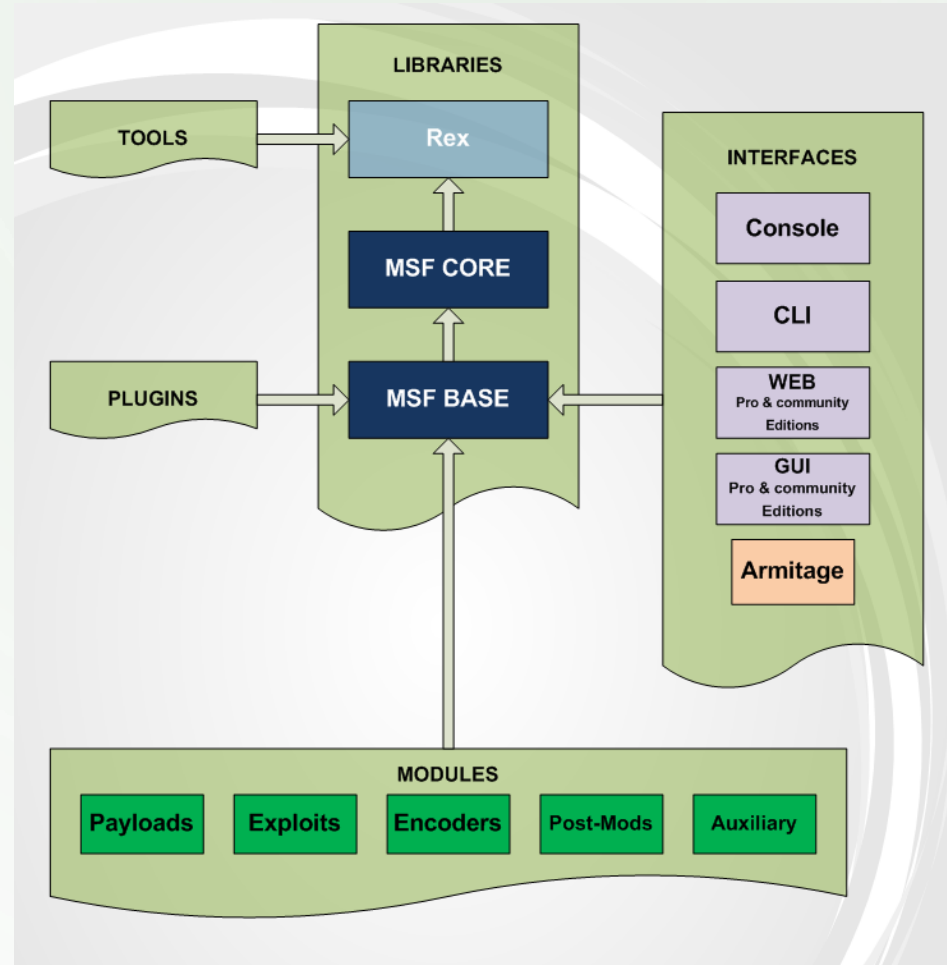 LIBRARIES
TOOLS
Rex
MSF CORE
PLUGINS
MSF BASE
INTERFACES
Console
CLI
WEB
Pro & community
Editions
GUI
Pro & community
Editions
Armitage
MODULES
Payloads
Exploits
Encoders
Post-Mods
Auxiliary